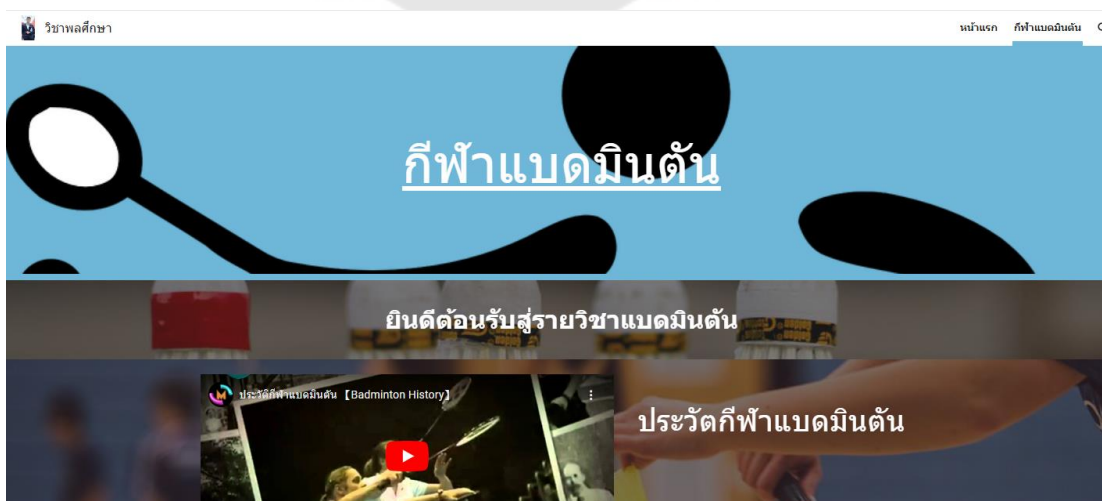 วิชาพลศึกษา
หน้าแรก กีฬาแบดมินตัน
กีฬาแบดมินตัน
ยินดีต้อนรับสู่รายวิชาแบดมินตัน
ประวัติกีฬาแบดมินตัน【Badminton History】
ประวัตกีฬาแบดมินตัน